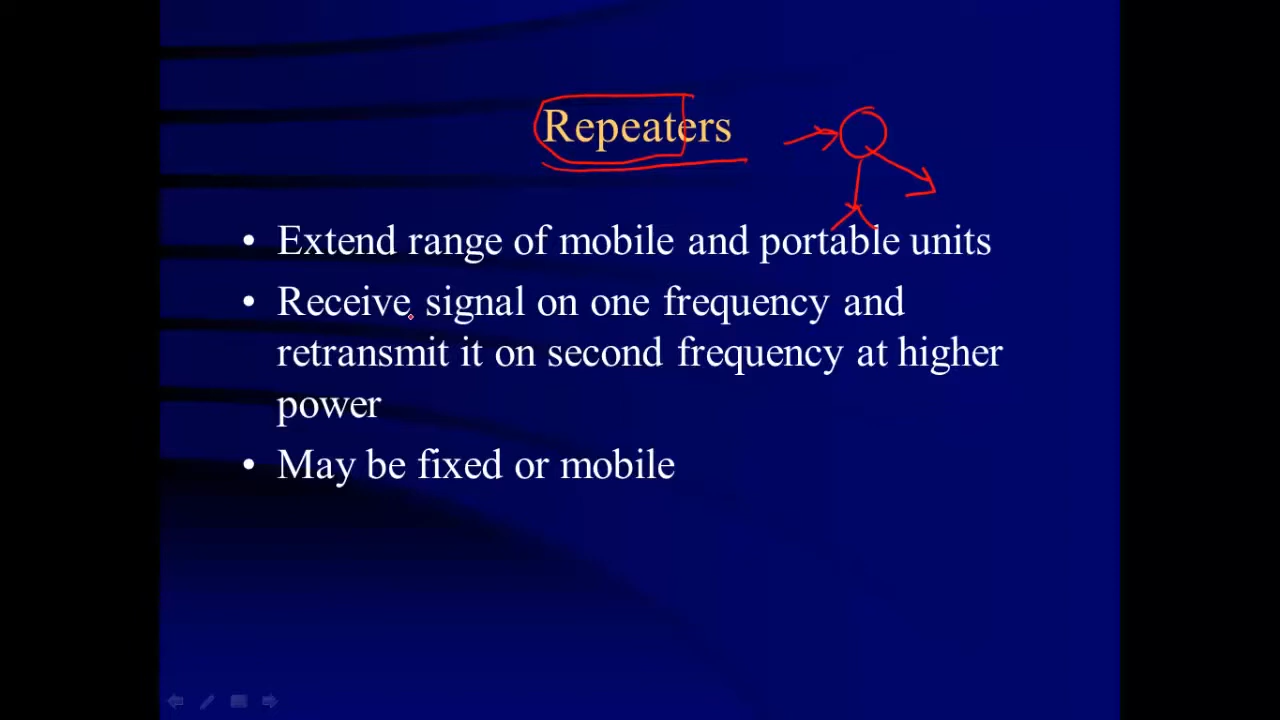 Repeaters
• Extend range of mobile and portable units
• Receive signal on one frequency and
retransmit it on second frequency at higher
power
• May be fixed or mobile